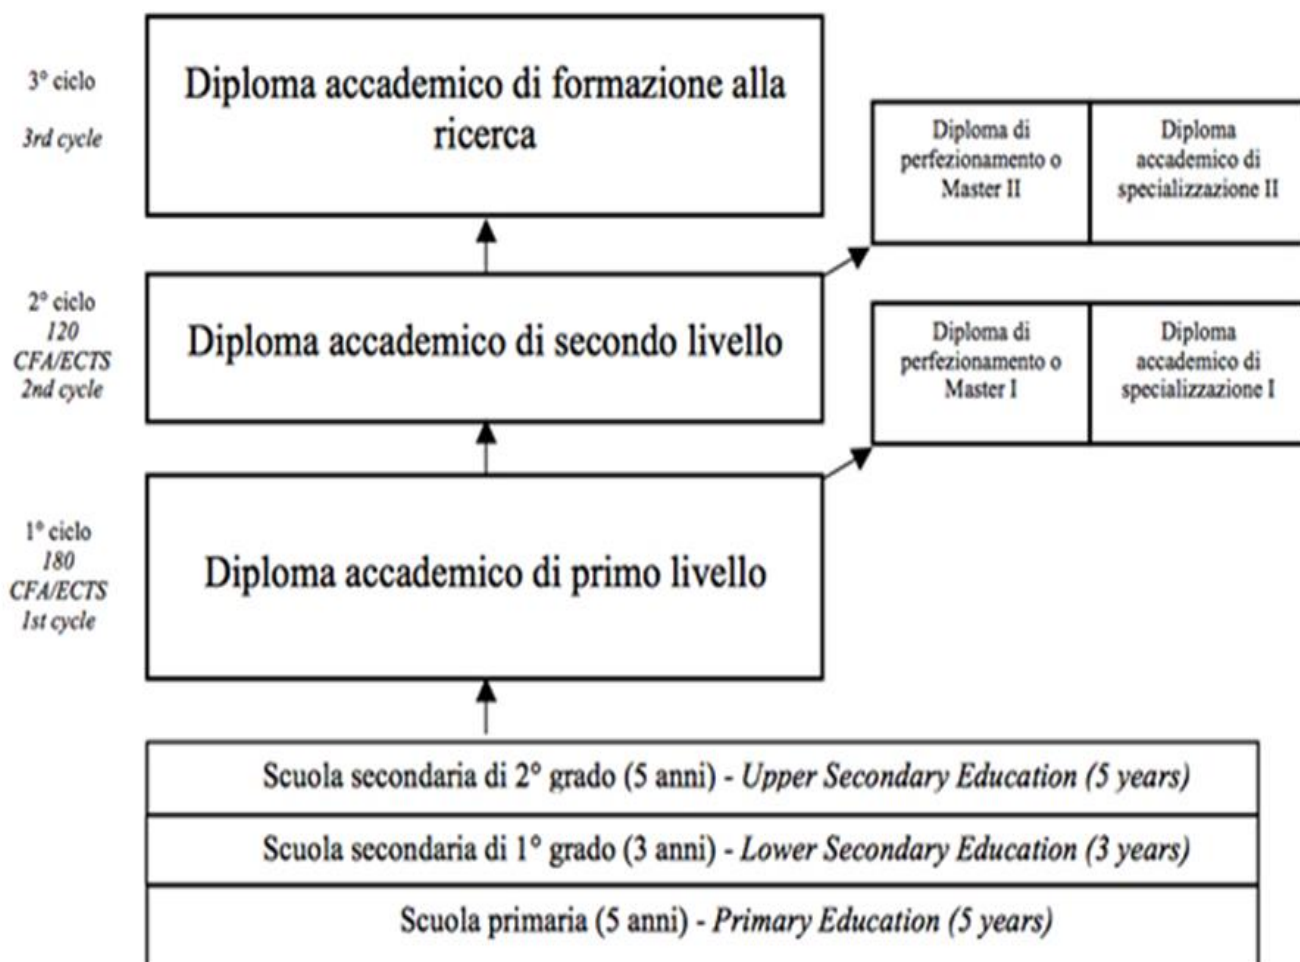 3° ciclo
3rd cycle
Diploma accademico di formazione alla
ricerca
Diploma di
perfezionamento o
Master II
Diploma
accademico di
specializzazione II
2° ciclo
120
CFA/ECTS
2nd cycle
Diploma accademico di secondo livello
Diploma di
perfezionamento o
Master I
Diploma
accademico di
specializzazione I
1° ciclo
180
CFA/ECTS
1st cycle
Diploma accademico di primo livello
Scuola secondaria di 2° grado (5 anni) - Upper Secondary Education (5 years)
Scuola secondaria di 1° grado (3 anni) - Lower Secondary Education (3 years)
Scuola primaria (5 anni) - Primary Education (5 years)